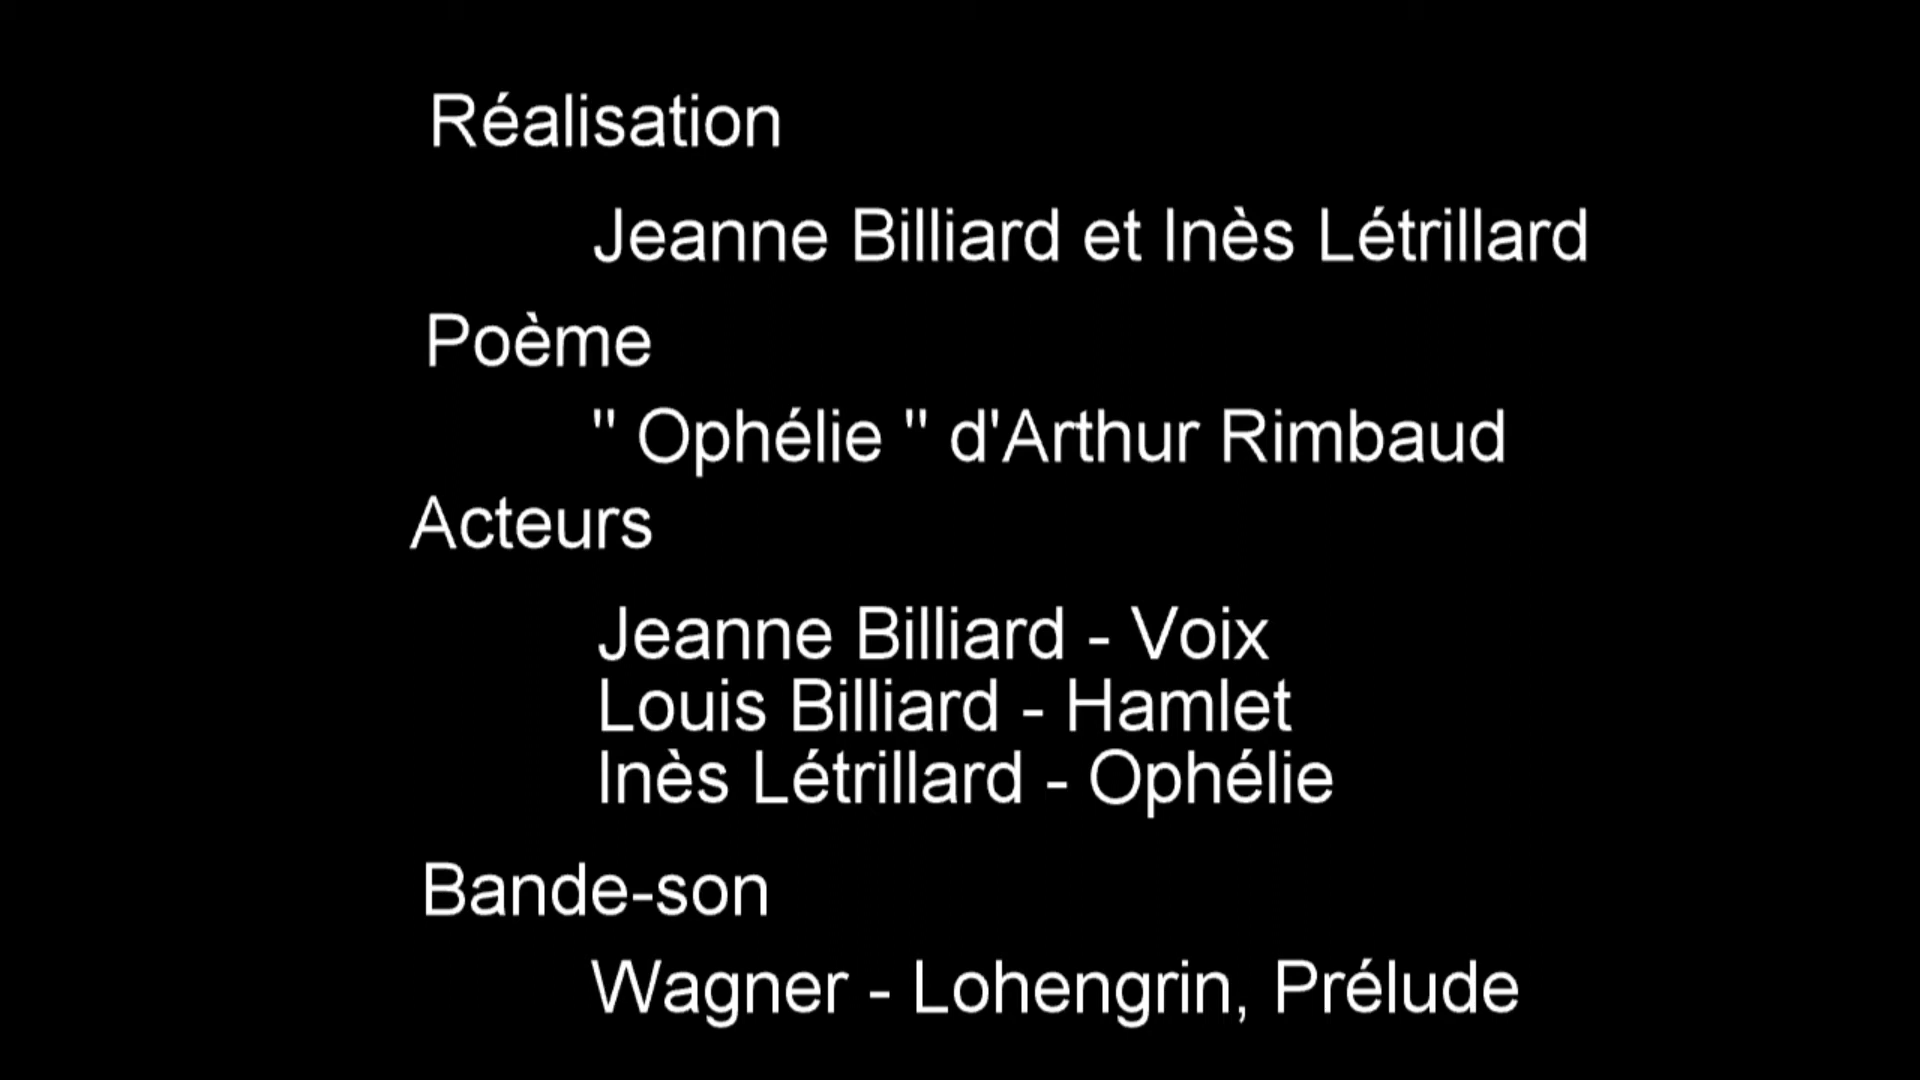 Réalisation
Jeanne Billiard et Inès Létrillard
Poème
" Ophélie " d'Arthur Rimbaud
Acteurs
Jeanne Billiard - Voix
Louis Billiard - Hamlet
Inès Létrillard - Ophélie
Bande-son
Wagner - Lohengrin, Prélude